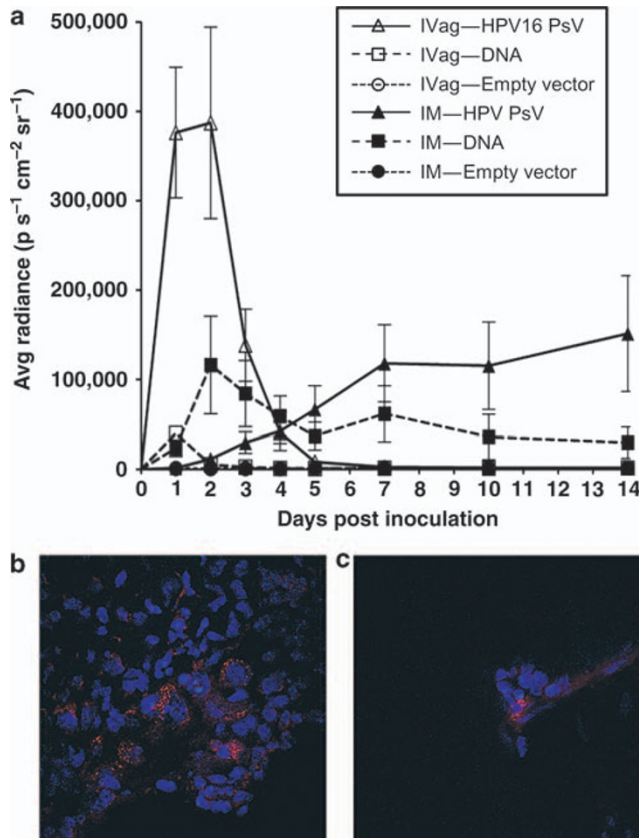 a
500,000
400,000
300,000
200,000
100,000
0
Avg radiance (p s⁻¹ cm⁻² sr⁻¹)
IVag—HPV16 PsV
IVag—DNA
IVag—Empty vector
IM—HPV PsV
IM—DNA
IM—Empty vector
0 1 2 3 4 5 7 8 9 10 11 12 13 14
Days post inoculation
b
c